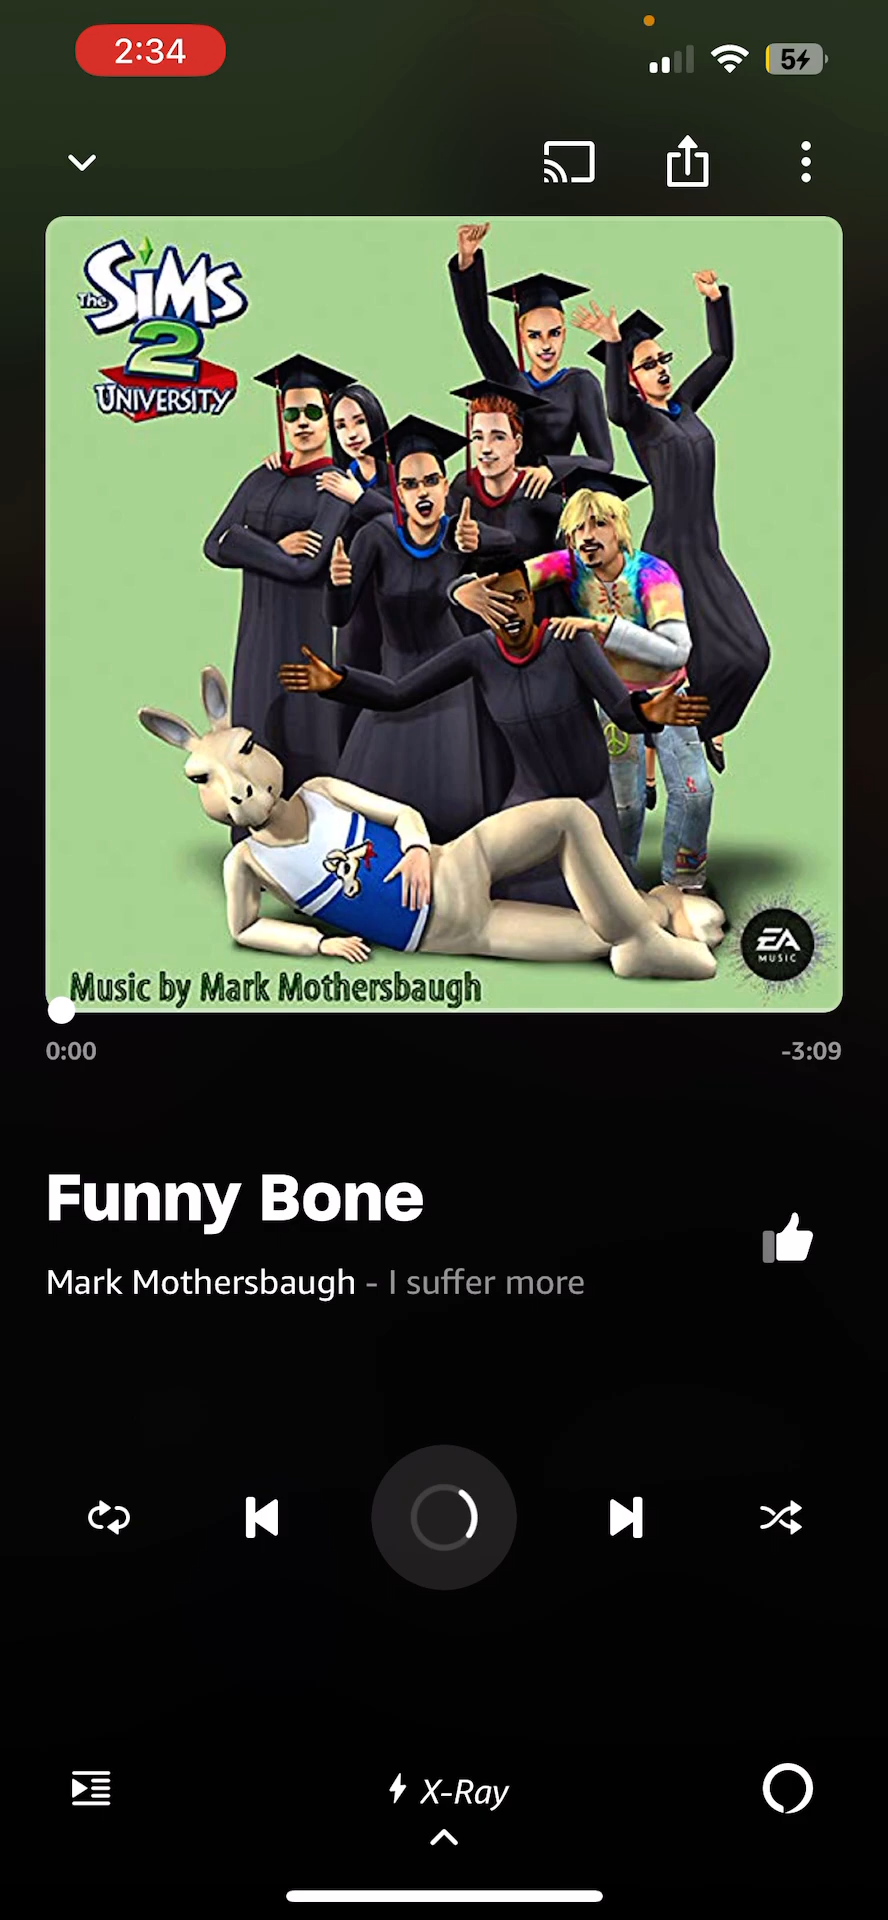 2:34
5
The SiMS
2
UNIVERSITY
EA
MUSIC
Music by Mark Mothersbaugh
0:00
-3:09
Funny Bone
Mark Mothersbaugh - I suffer more
X-Ray